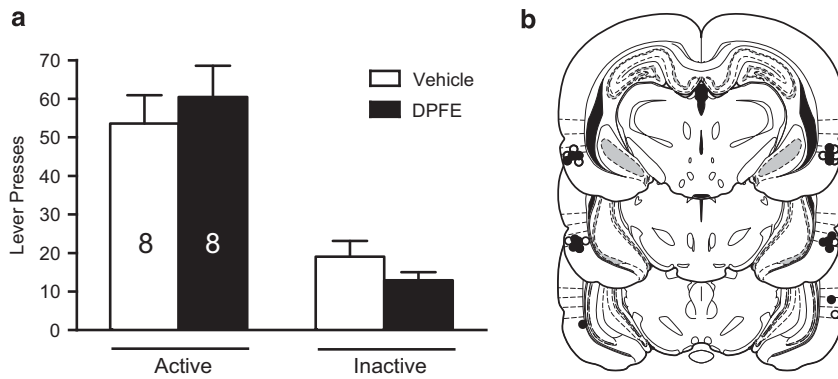 a
b
70
60
50
40
30
20
10
0
Lever Presses
Vehicle
DPFE
8
8
Active
Inactive